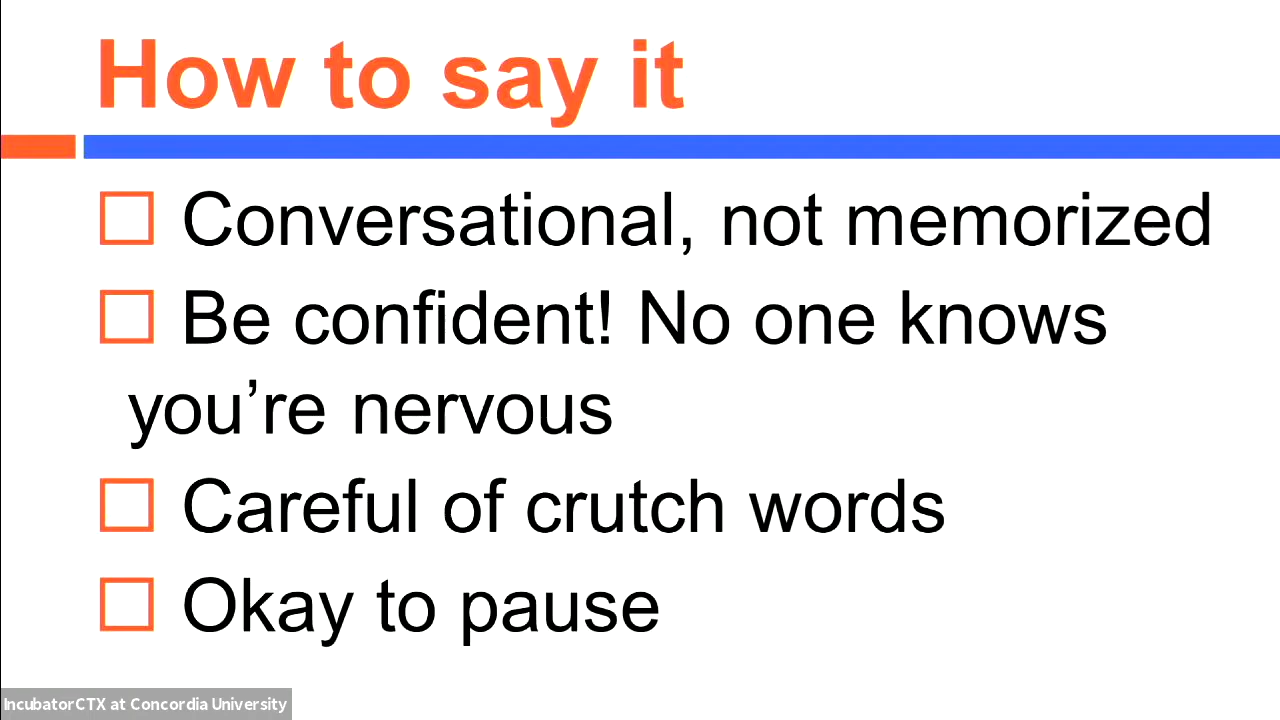 How to say it
Conversational, not memorized
Be confident! No one knows
you’re nervous
Careful of crutch words
Okay to pause
IncubatorCTX at Concordia University